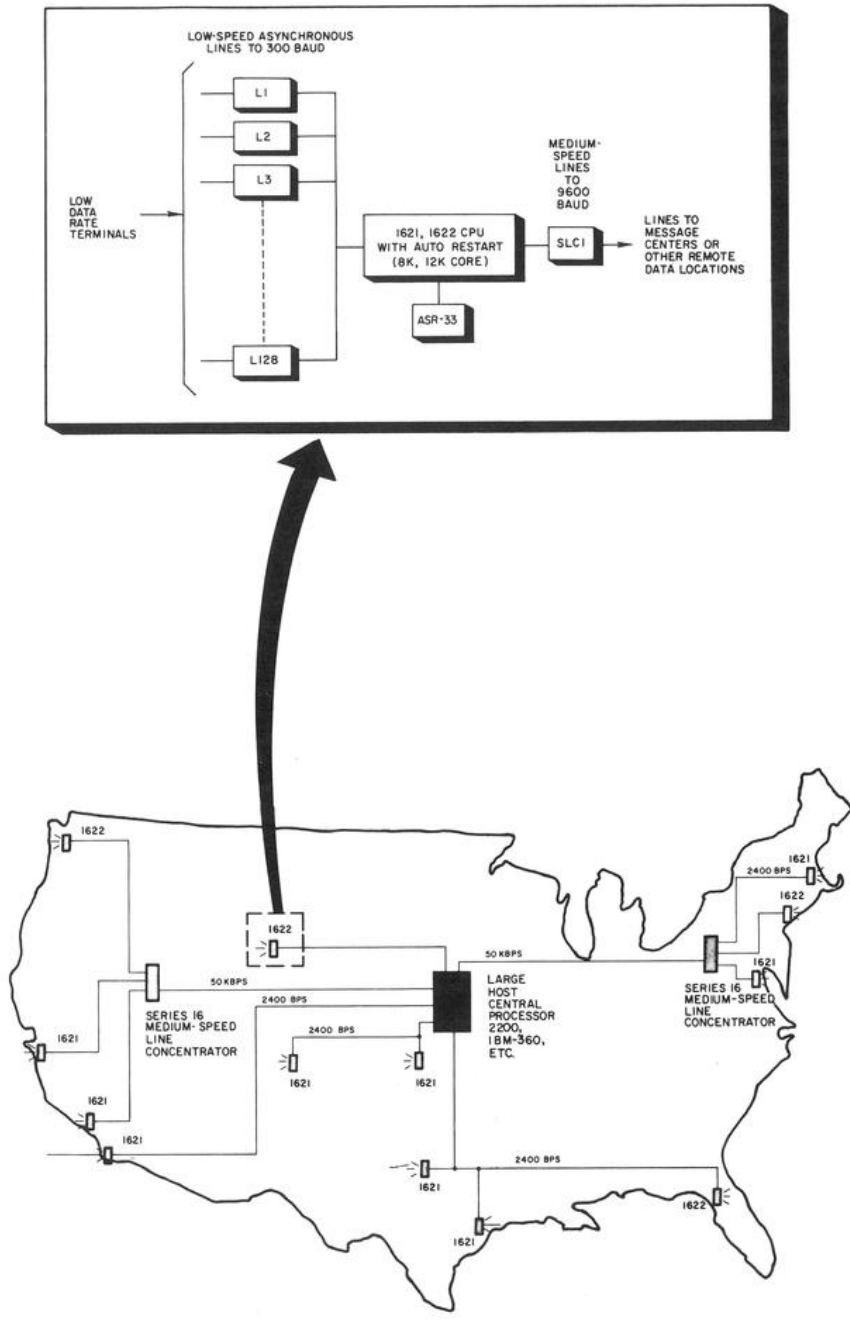 LOW-SPEED ASYNCHRONOUS
LINES TO 300 BAUD
L1
L2
L3
L128
LOW
DATA
RATE
TERMINALS
1621, 1622 CPU
WITH AUTO RESTART
(8K, 12K CORE)
ASR-33
MEDIUM-
SPEED
LINES
TO
9600
BAUD
SLC1
LINES TO
MESSAGE
CENTERS OR
OTHER REMOTE
DATA LOCATIONS
1622
1622
1621
2400 BPS
1622
1621
50 KBPS
SERIES 16
MEDIUM-SPEED
LINE
CONCENTRATOR
50 KBPS
2400 BPS
SERIES 16
MEDIUM-SPEED
LINE
CONCENTRATOR
LARGE
HOST
CENTRAL
PROCESSOR
2200,
IBM-360,
ETC.
2400 BPS
1621
1621
1621
1621
1621
2400 BPS
1621
1622
1621